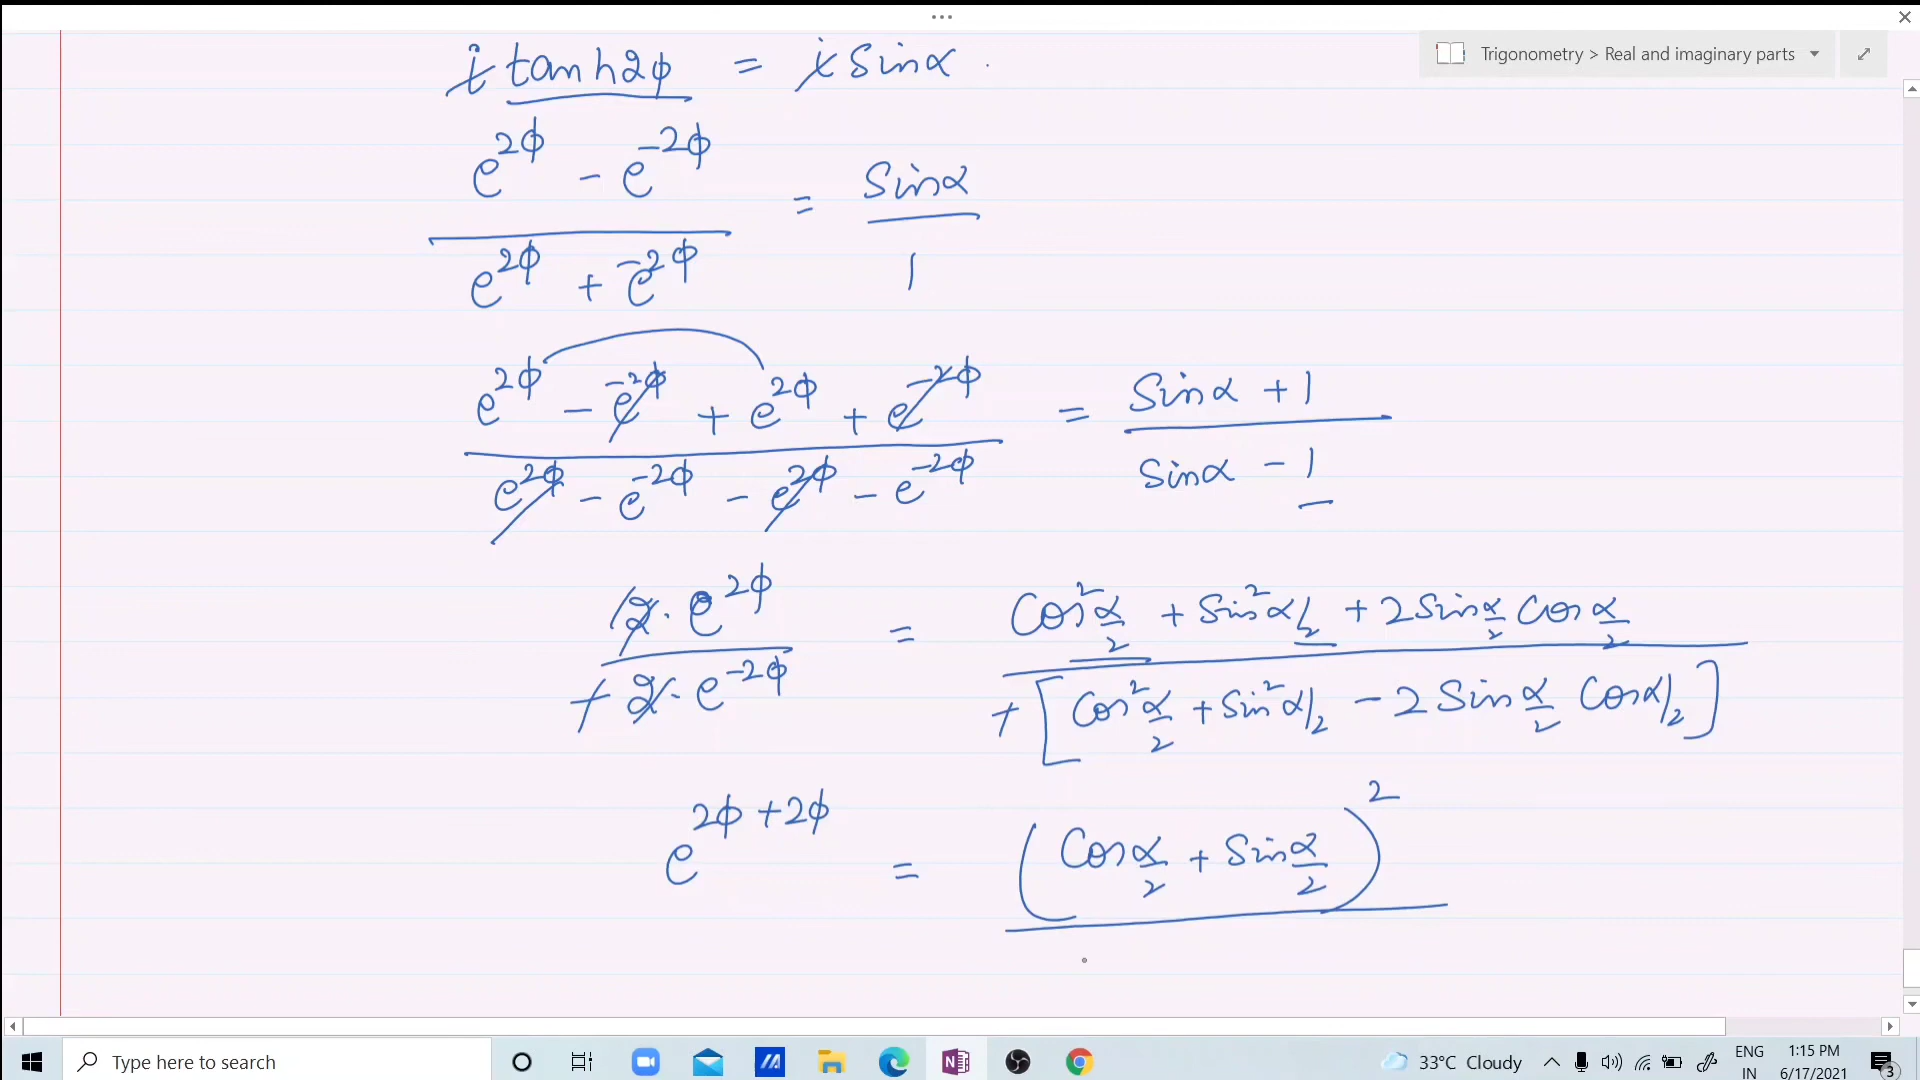 Trigonometry > Real and imaginary parts
i tanh2φ = i Sinα
e^2φ - e^-2φ / e^2φ + e^-2φ = Sinα / 1
e^2φ - e^-2φ + e^2φ + e^-2φ / e^2φ - e^-2φ - e^2φ - e^-2φ = Sinα + 1 / Sinα - 1
2. e^2φ / + 2. e^-2φ = Cos²α/2 + Sin²α/2 + 2Sinα/2 Cosα/2 / + [Cos²α/2 + Sin²α/2 - 2 Sinα/2 Cosα/2]
e^2φ+2φ = (Cosα/2 + Sinα/2)²
Type here to search
33°C Cloudy
ENG
IN
1:15 PM
6/17/2021
3